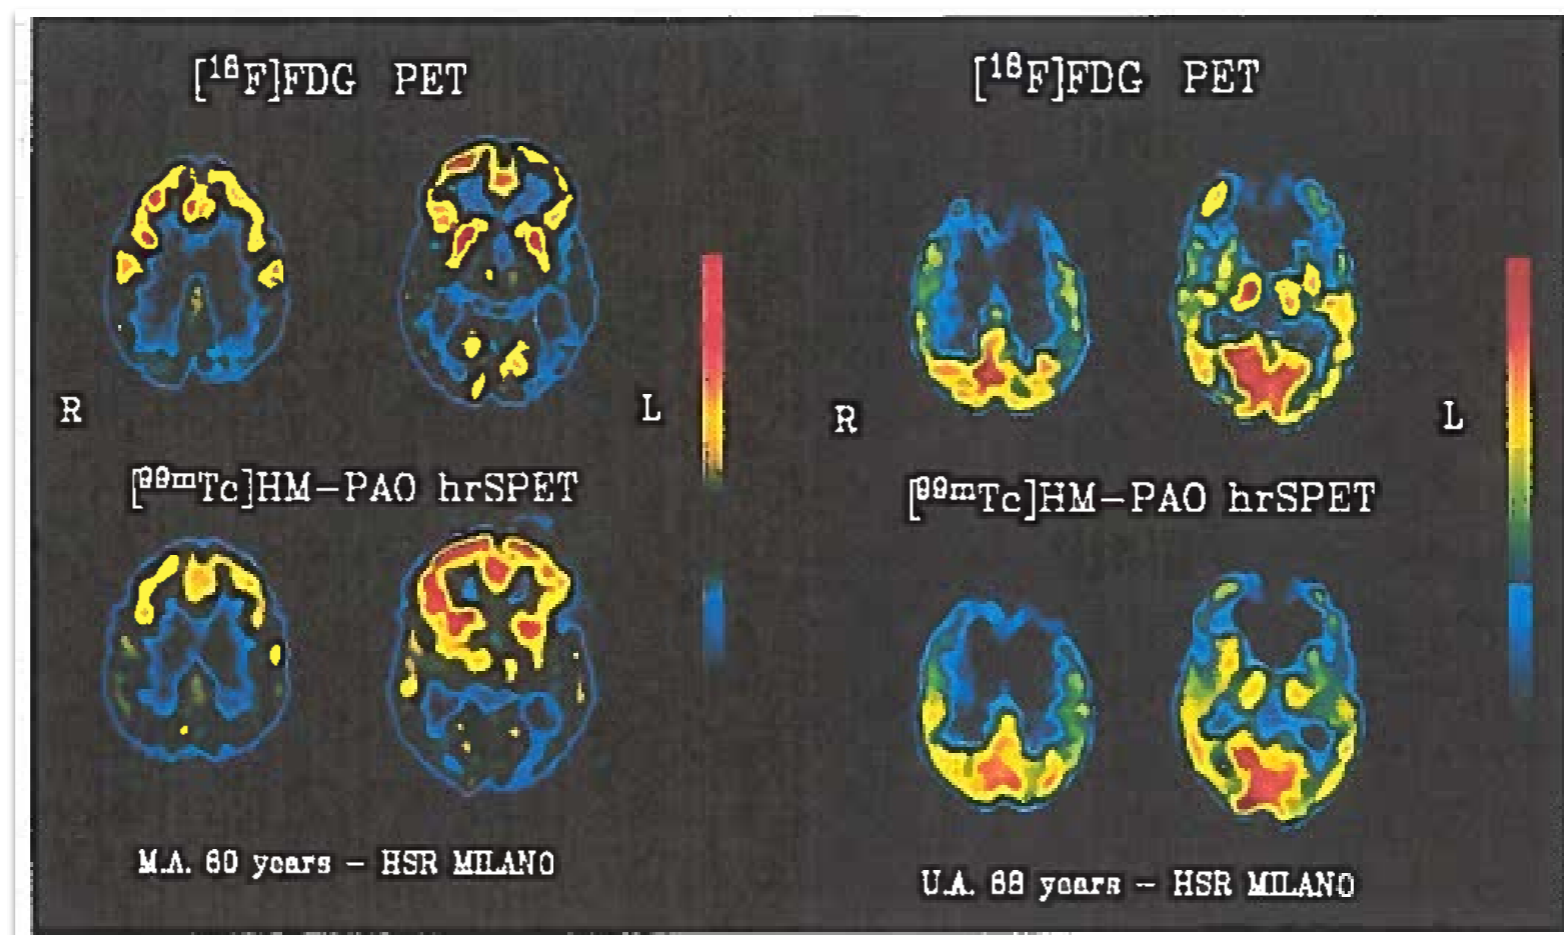 [¹⁸F]FDG PET
R
L
[⁹⁹ᵐTc]HM-PAO hrSPET
M.A. 60 years - HSR MILANO
[¹⁸F]FDG PET
R
L
[⁹⁹ᵐTc]HM-PAO hrSPET
U.A. 68 years - HSR MILANO